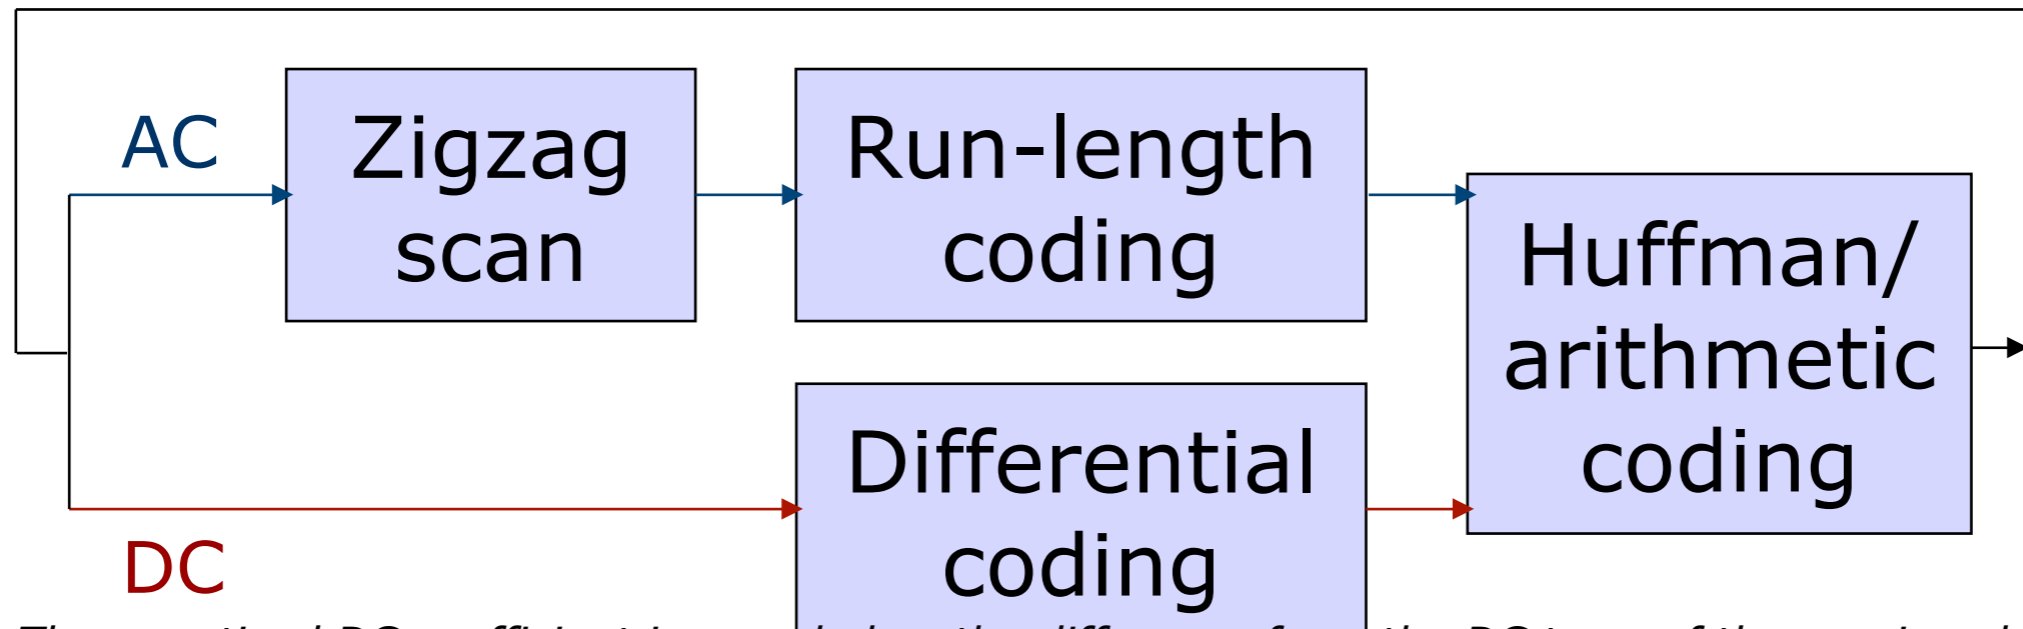 AC
Zigzag
scan
Run-length
coding
Huffman/
arithmetic
coding
Differential
coding
DC